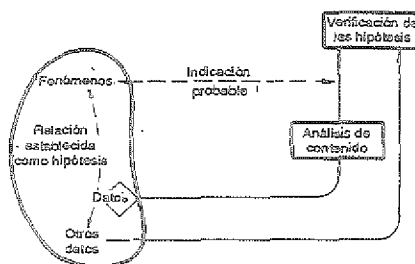 Verificación de
las hipótesis
Fenómenos
Indicación
probable
Relación
establecida
como hipótesis
Análisis de
contenido
Datos
Otros
datos